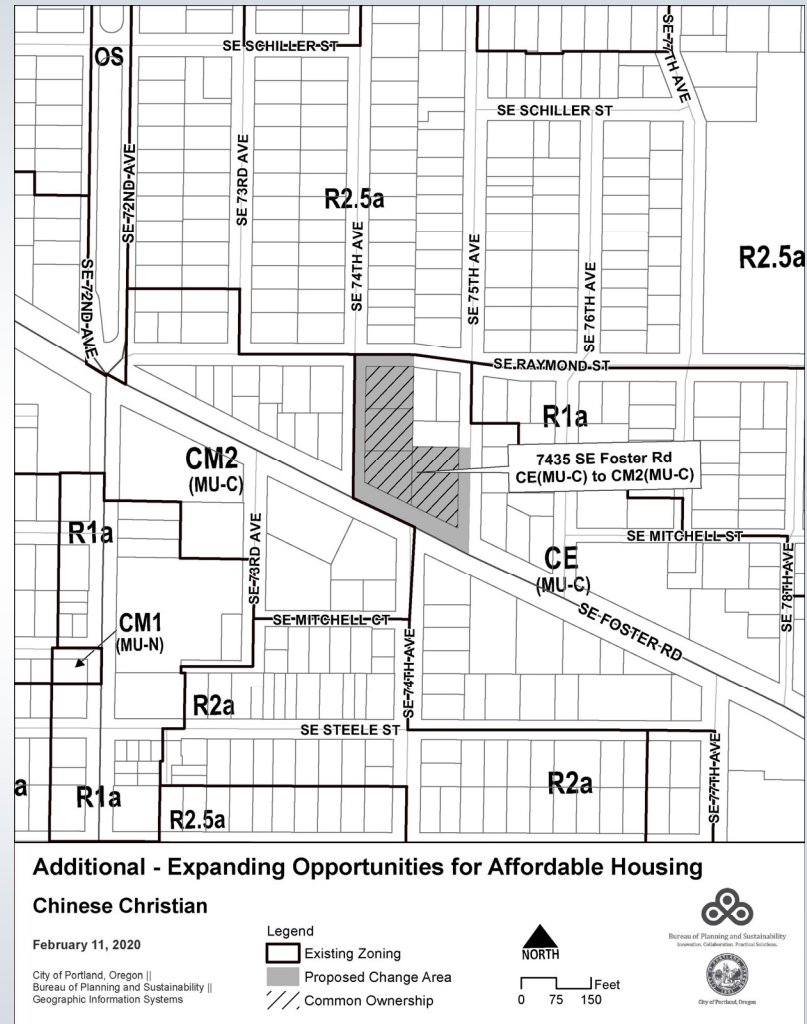 SE SCHILLER ST
OS
SE 77TH AVE
SE SCHILLER ST
SE 72ND AVE
SE 73RD AVE
R2.5a
SE 74TH AVE
SE 75TH AVE
SE 76TH AVE
R2.5a
SE 72ND AVE
SE RAYMOND ST
R1a
CM2
(MU-C)
7435 SE Foster Rd
CE(MU-C) to CM2(MU-C)
R1a
SE 73RD AVE
SE MITCHELL ST
CE
(MU-C)
SE 78TH AVE
CM1
(MU-N)
SE MITCHELL CT
SE FOSTER RD
SE 74TH AVE
R2a
SE STEELE ST
SE 77TH AVE
a
R1a
R2.5a
R2a
Additional - Expanding Opportunities for Affordable Housing
Chinese Christian
February 11, 2020
City of Portland, Oregon ||
Bureau of Planning and Sustainability ||
Geographic Information Systems
Legend
Existing Zoning
Proposed Change Area
Common Ownership
NORTH
Feet
0 75 150
Bureau of Planning and Sustainability
Innovation. Collaboration. Practical Solutions.
City of Portland, Oregon